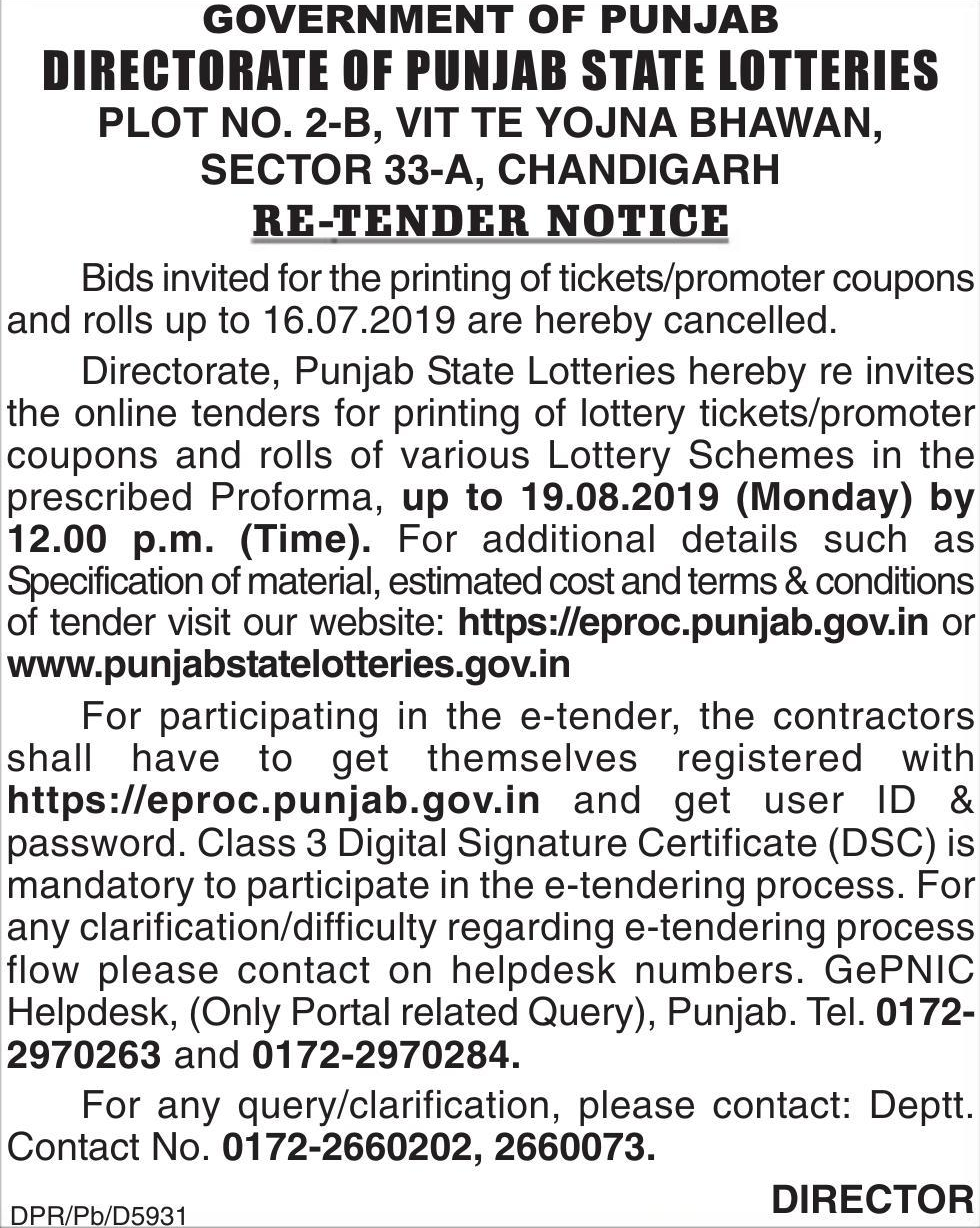 GOVERNMENT OF PUNJAB
DIRECTORATE OF PUNJAB STATE LOTTERIES
PLOT NO. 2-B, VIT TE YOJNA BHAWAN,
SECTOR 33-A, CHANDIGARH
RE-TENDER NOTICE
Bids invited for the printing of tickets/promoter coupons
and rolls up to 16.07.2019 are hereby cancelled.
Directorate, Punjab State Lotteries hereby re invites
the online tenders for printing of lottery tickets/promoter
coupons and rolls of various Lottery Schemes in the
prescribed Proforma, up to 19.08.2019 (Monday) by
12.00 p.m. (Time). For additional details such as
Specification of material, estimated cost and terms & conditions
of tender visit our website: https://eproc.punjab.gov.in or
www.punjabstatelotteries.gov.in
For participating in the e-tender, the contractors
shall have to get themselves registered with
https://eproc.punjab.gov.in and get user ID &
password. Class 3 Digital Signature Certificate (DSC) is
mandatory to participate in the e-tendering process. For
any clarification/difficulty regarding e-tendering process
flow please contact on helpdesk numbers. GePNIC
Helpdesk, (Only Portal related Query), Punjab. Tel. 0172-
2970263 and 0172-2970284.
For any query/clarification, please contact: Deptt.
Contact No. 0172-2660202, 2660073.
DIRECTOR
DPR/Pb/D5931